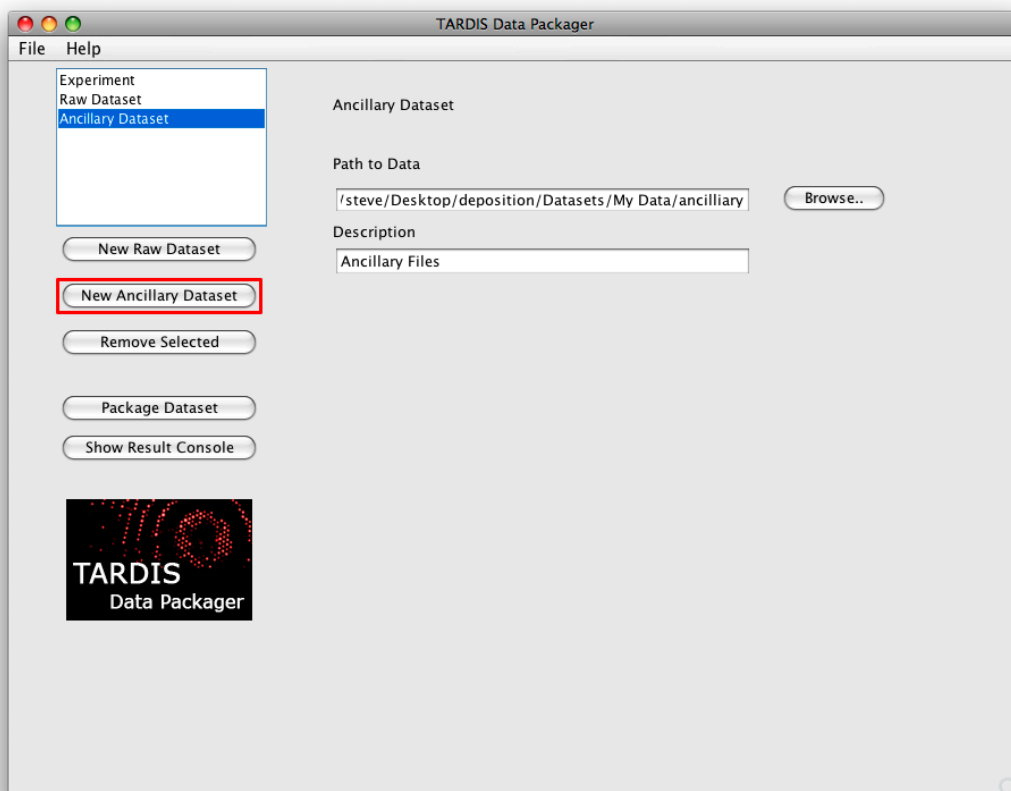 TARDIS Data Packager
File Help
Experiment
Raw Dataset
Ancillary Dataset
New Raw Dataset
New Ancillary Dataset
Remove Selected
Package Dataset
Show Result Console
TARDIS
Data Packager
Ancillary Dataset
Path to Data
/steve/Desktop/deposition/Datasets/My Data/ancilliary
Browse..
Description
Ancillary Files